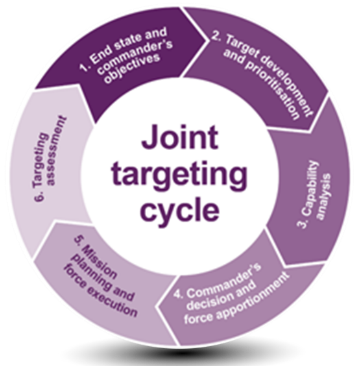 Joint
targeting
cycle
1. End state and
commander's
objectives
2. Target development
and prioritisation
3. Capability
analysis
4. Commander's
decision and
force apportionment
5. Mission
planning and
force execution
6. Targeting
assessment